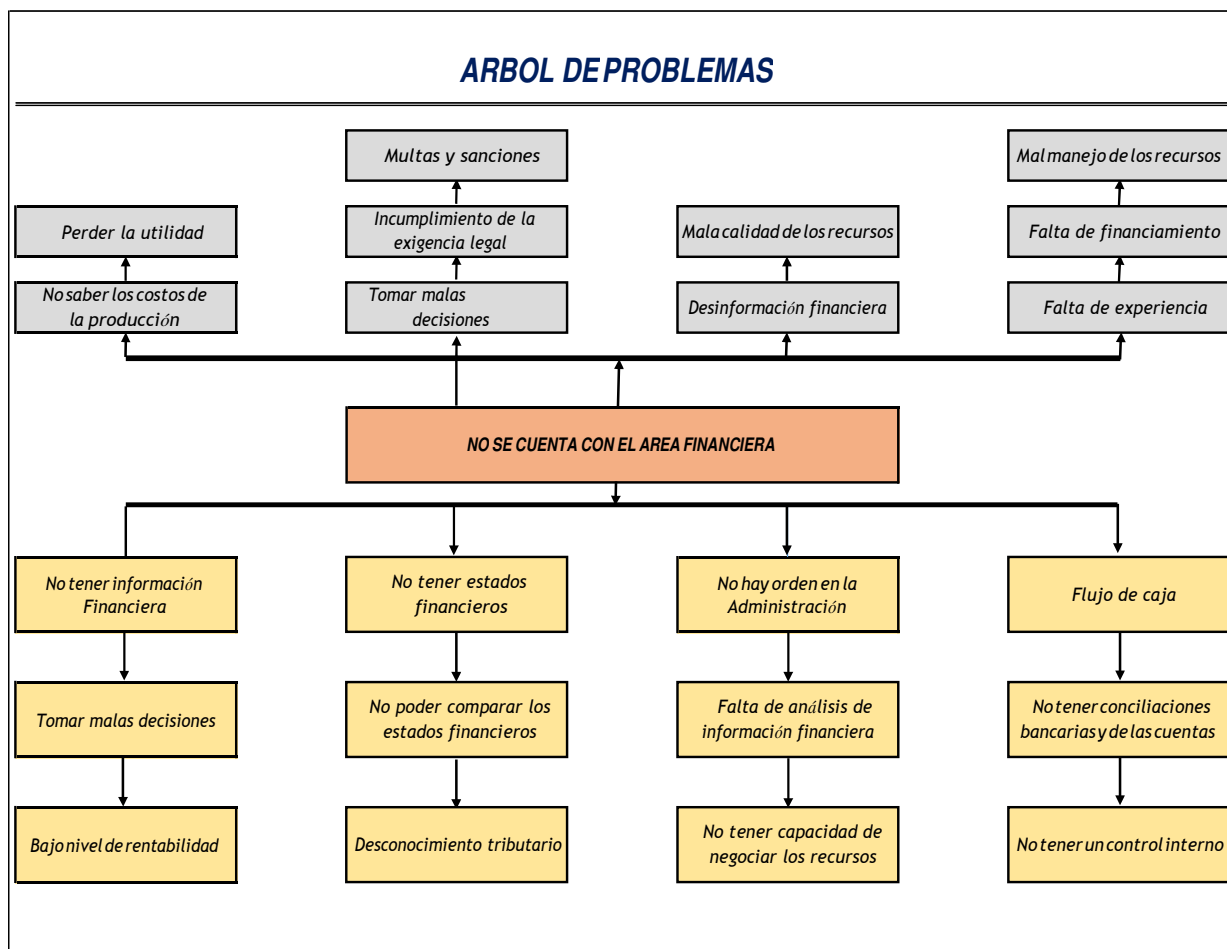 ARBOL DE PROBLEMAS
Multas y sanciones
Mal manejo de los recursos
Perder la utilidad
Incumplimiento de la
exigencia legal
Mala calidad de los recursos
Falta de financiamiento
No saber los costos de
la producción
Tomar malas
decisiones
Desinformación financiera
Falta de experiencia
NO SE CUENTA CON EL AREA FINANCIERA
No tener información
Financiera
No tener estados
financieros
No hay orden en la
Administración
Flujo de caja
Tomar malas decisiones
No poder comparar los
estados financieros
Falta de análisis de
información financiera
No tener conciliaciones
bancarias y de las cuentas
Bajo nivel de rentabilidad
Desconocimiento tributario
No tener capacidad de
negociar los recursos
No tener un control interno